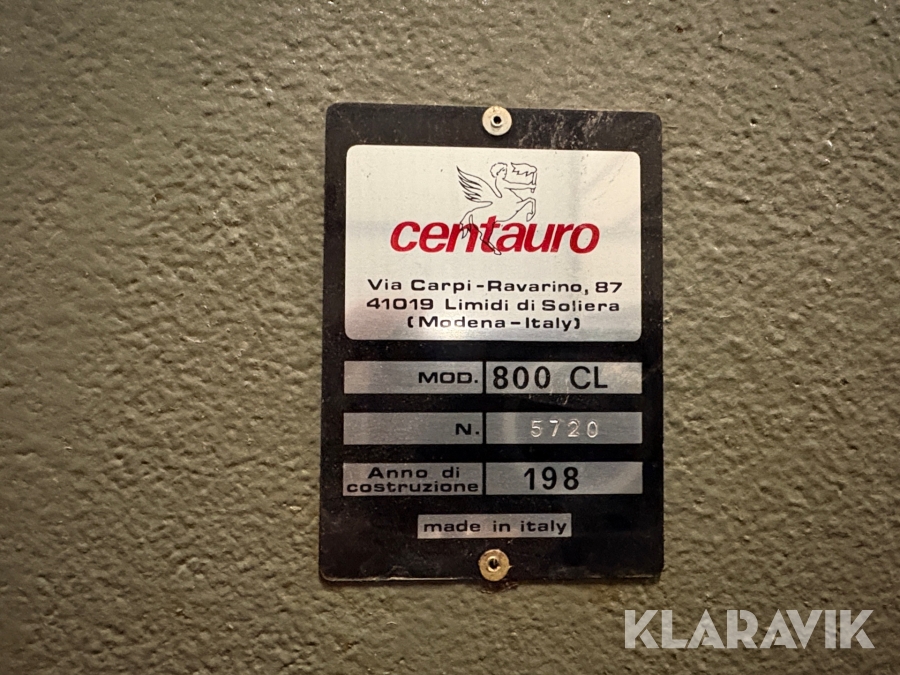 centauro
Via Carpi-Ravarino, 87
41019 Limidi di Soliera
(Modena-Italy)
MOD. 800 CL
N. 5720
Anno di
costruzione 198
made in italy
KLARAVIK